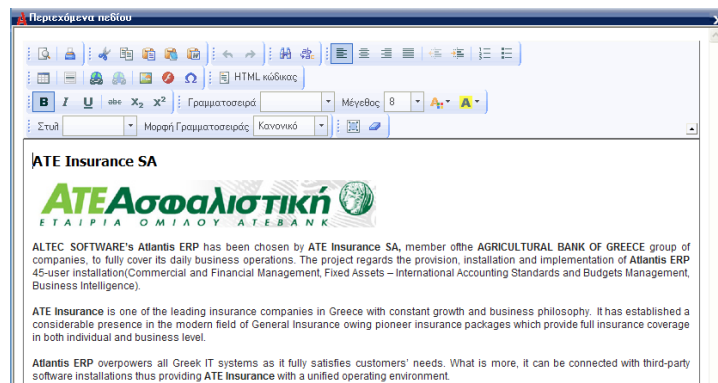 Περιεχόμενα πεδίου
HTML κώδικας
B I U abc X₂ X² Γραμματοσειρά Μέγεθος 8 A A
Στυλ Μορφή Γραμματοσειράς Κανονικό
ATE Insurance SA
ATEΑσφαλιστική
ΕΤΑΙΡΙΑ ΟΜΙΛΟΥ ATEBANK
ALTEC SOFTWARE's Atlantis ERP has been chosen by ATE Insurance SA, member ofthe AGRICULTURAL BANK OF GREECE group of
companies, to fully cover its daily business operations. The project regards the provision, installation and implementation of Atlantis ERP
45-user installation(Commercial and Financial Management, Fixed Assets – International Accounting Standards and Budgets Management,
Business Intelligence).
ATE Insurance is one of the leading insurance companies in Greece with constant growth and business philosophy. It has established a
considerable presence in the modern field of General Insurance owing pioneer insurance packages which provide full insurance coverage
in both individual and business level.
Atlantis ERP overpowers all Greek IT systems as it fully satisfies customers' needs. What is more, it can be connected with third-party
software installations thus providing ATE Insurance with a unified operating environment.